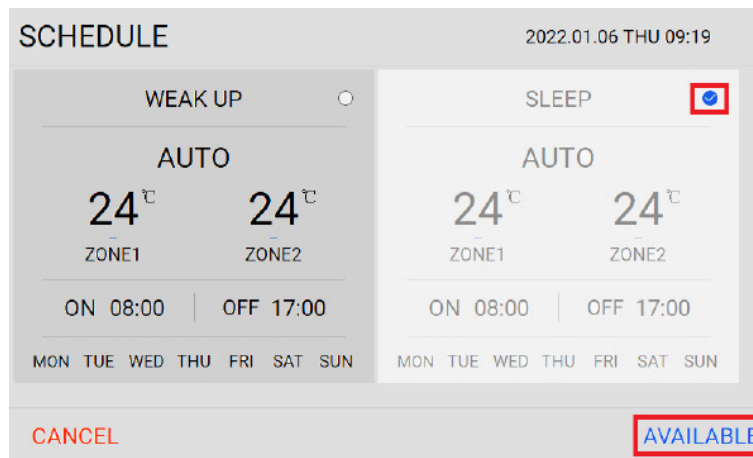 SCHEDULE
2022.01.06 THU 09:19
WEAK UP
AUTO
24℃ 24℃
ZONE1 ZONE2
ON 08:00 OFF 17:00
MON TUE WED THU FRI SAT SUN
SLEEP
AUTO
24℃ 24℃
ZONE1 ZONE2
ON 08:00 OFF 17:00
MON TUE WED THU FRI SAT SUN
CANCEL
AVAILABLE